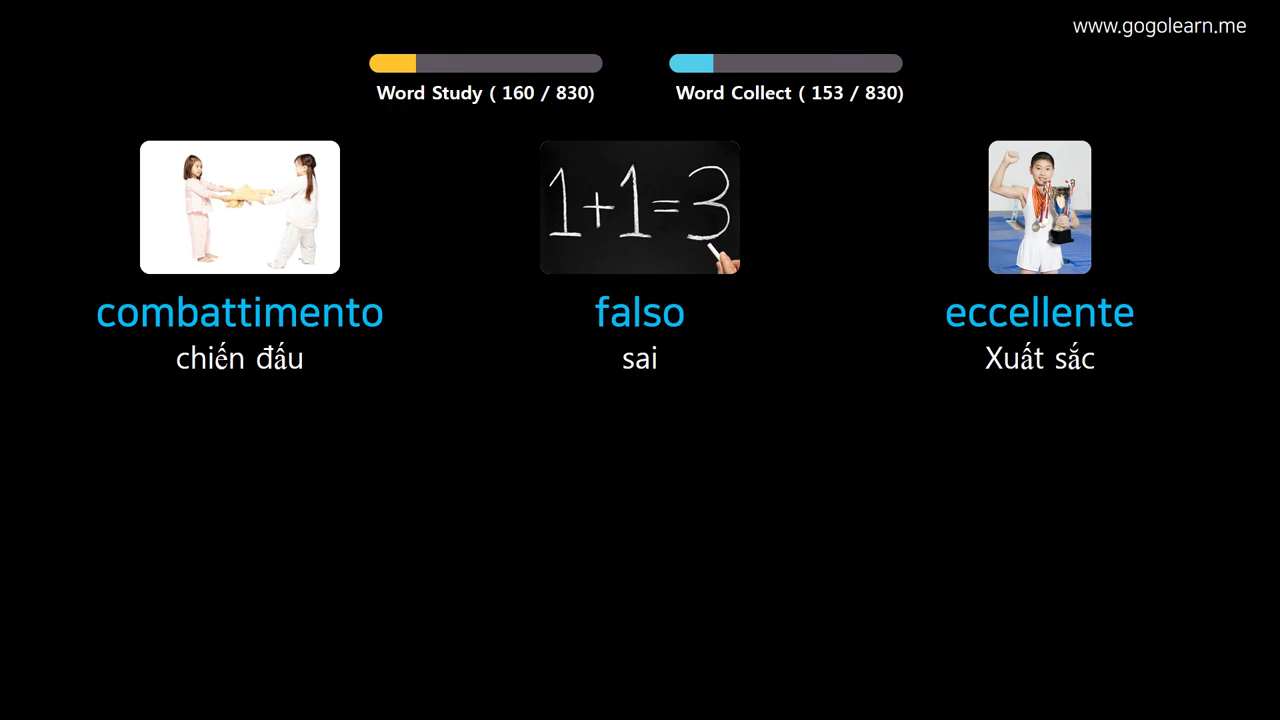 www.gogolearn.me
Word Study ( 160 / 830)
Word Collect ( 153 / 830)
1+1=3
combattimento
falso
eccellente
chiến đấu
sai
Xuất sắc